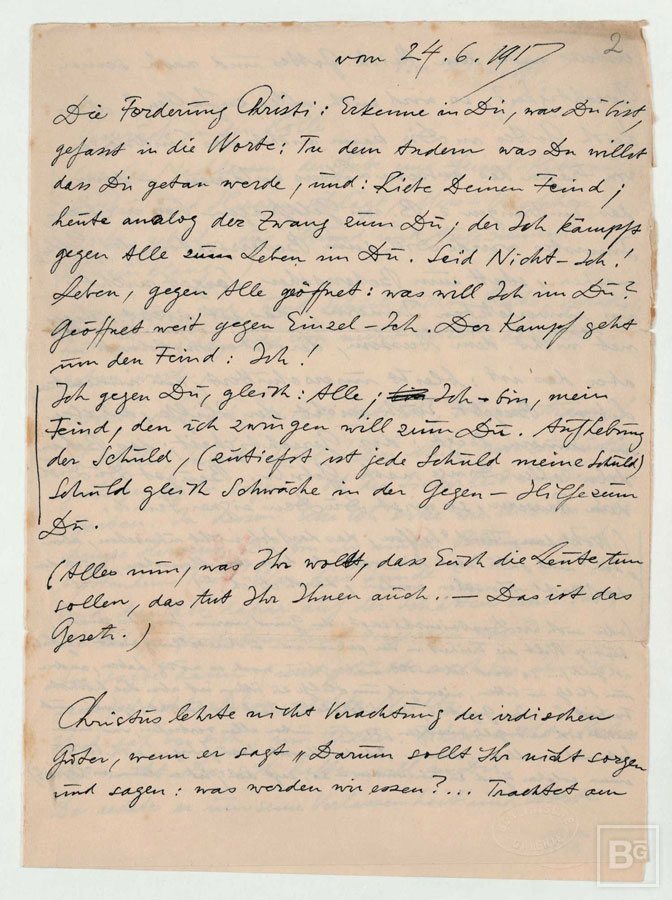 2
vom 24.6.1917
Die Forderung Christi: Erkenne in Du, was Du bist,
gefasst in die Worte: Tu dem Andern was Du willst
dass Dir getan werde, und: Liebe Deinen Feind;
heute analog der Zwang zum Du; der Ich kämpft
gegen Alle zum Leben im Du. Seid Nicht-Ich!
Leben, gegen Alle geöffnet: was will Ich im Du?
Geöffnet weit gegen Einzel-Ich. Der Kampf geht
um den Feind: Ich!
Ich gegen Du, gleich: Alle; bin Ich-bin, mein
Feind, den ich zwingen will zum Du. Aufhebung
der Schuld, (zutiefst ist jede Schuld meine Schuld)
Schuld gleich Schwäche in der Gegen-Hilfe zum
Du.
(Alles nun, was Ihr wollt, dass Euch die Leute tun
sollen, das tut Ihr Ihnen auch. — Das ist das
Gesetz.)
Christus lehrte nicht Verachtung der irdischen
Güter, wenn er sagt „Darum sollt Ihr nicht sorgen
und sagen: was werden wir essen?... Trachtet am
BG